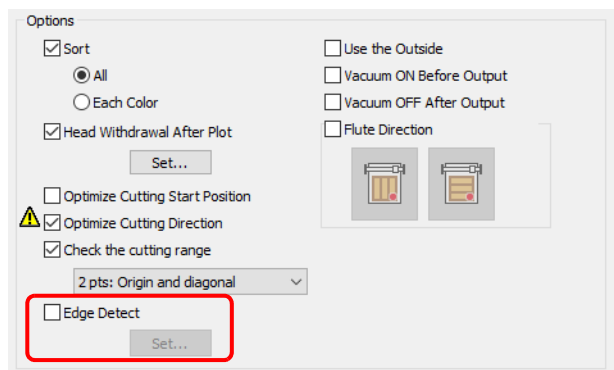 Options
Sort
All
Each Color
Head Withdrawal After Plot
Set...
Optimize Cutting Start Position
Optimize Cutting Direction
Check the cutting range
2 pts: Origin and diagonal
Edge Detect
Set...
Use the Outside
Vacuum ON Before Output
Vacuum OFF After Output
Flute Direction